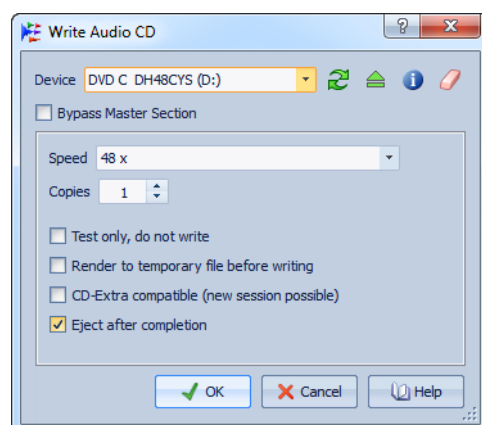 Write Audio CD
Device DVD C DH48CYS (D:)
Bypass Master Section
Speed 48 x
Copies 1
Test only, do not write
Render to temporary file before writing
CD-Extra compatible (new session possible)
Eject after completion
OK Cancel Help